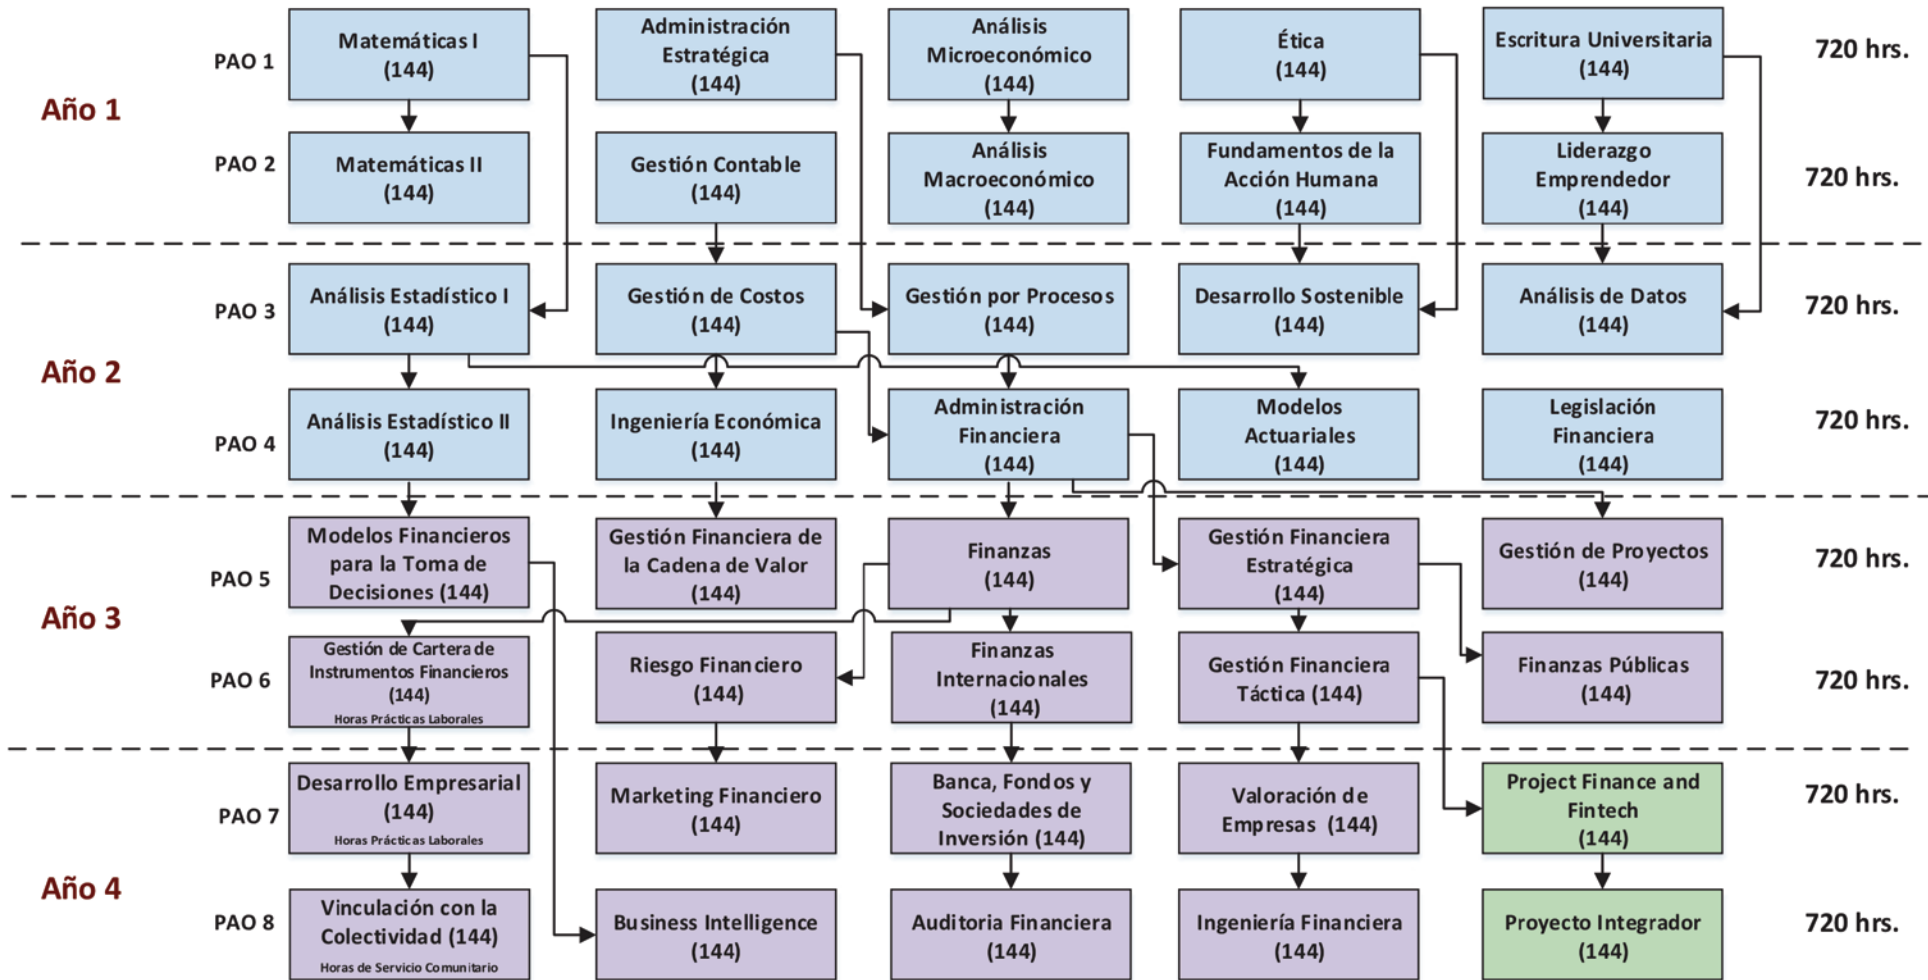 Año 1
PAO 1
Matemáticas I
(144)
Administración
Estratégica
(144)
Análisis
Microeconómico
(144)
Ética
(144)
Escritura Universitaria
(144)
720 hrs.
PAO 2
Matemáticas II
(144)
Gestión Contable
(144)
Análisis
Macroeconómico
(144)
Fundamentos de la
Acción Humana
(144)
Liderazgo
Emprendedor
(144)
720 hrs.
Año 2
PAO 3
Análisis Estadístico I
(144)
Gestión de Costos
(144)
Gestión por Procesos
(144)
Desarrollo Sostenible
(144)
Análisis de Datos
(144)
720 hrs.
PAO 4
Análisis Estadístico II
(144)
Ingeniería Económica
(144)
Administración
Financiera
(144)
Modelos
Actuariales
(144)
Legislación
Financiera
(144)
720 hrs.
Año 3
PAO 5
Modelos Financieros
para la Toma de
Decisiones (144)
Gestión Financiera de
la Cadena de Valor
(144)
Finanzas
(144)
Gestión Financiera
Estratégica
(144)
Gestión de Proyectos
(144)
720 hrs.
PAO 6
Gestión de Cartera de
Instrumentos Financieros
(144)
Horas Prácticas Laborales
Riesgo Financiero
(144)
Finanzas
Internacionales
(144)
Gestión Financiera
Táctica (144)
Finanzas Públicas
(144)
720 hrs.
Año 4
PAO 7
Desarrollo Empresarial
(144)
Horas Prácticas Laborales
Marketing Financiero
(144)
Banca, Fondos y
Sociedades de
Inversión (144)
Valoración de
Empresas (144)
Project Finance and
Fintech
(144)
720 hrs.
PAO 8
Vinculación con la
Colectividad (144)
Horas de Servicio Comunitario
Business Intelligence
(144)
Auditoria Financiera
(144)
Ingeniería Financiera
(144)
Proyecto Integrador
(144)
720 hrs.